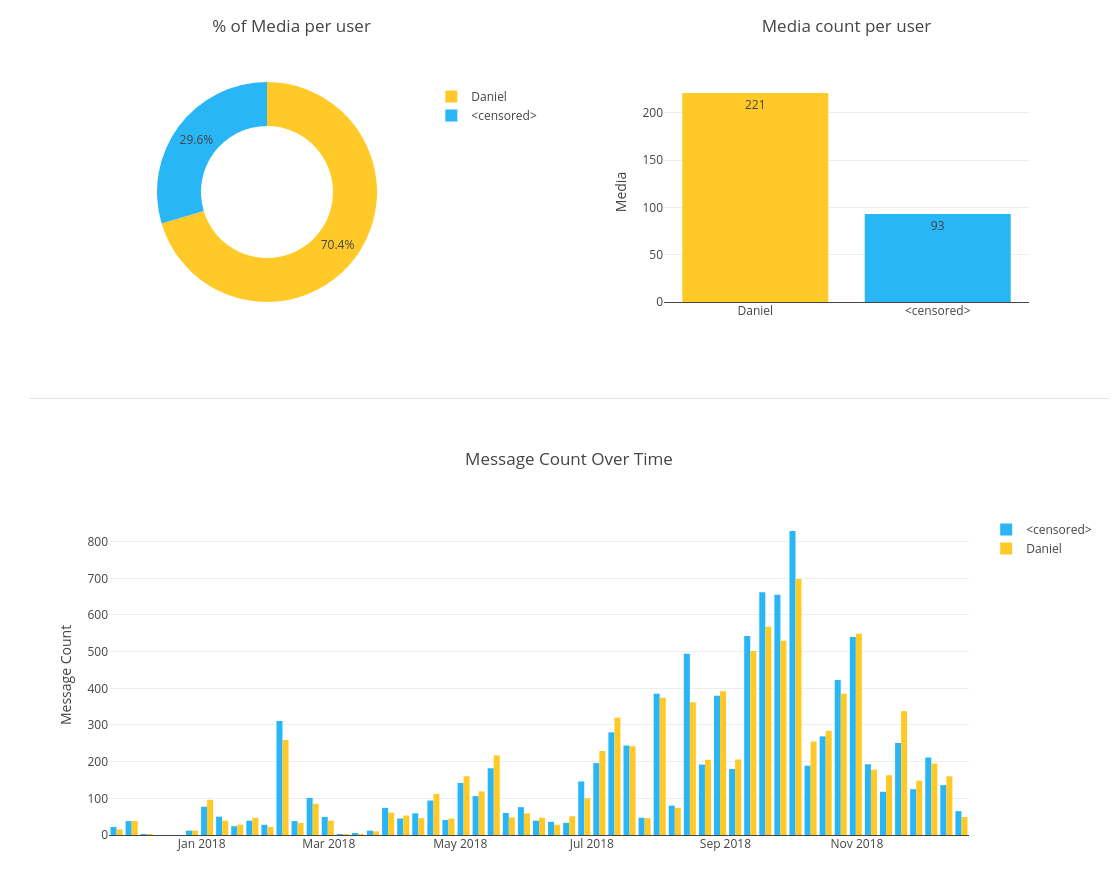 % of Media per user
Daniel
<censored>
29.6%
70.4%
Media count per user
Media
200
150
100
50
0
221
93
Daniel
<censored>
Message Count Over Time
<censored>
Daniel
Message Count
800
700
600
500
400
300
200
100
0
Jan 2018
Mar 2018
May 2018
Jul 2018
Sep 2018
Nov 2018